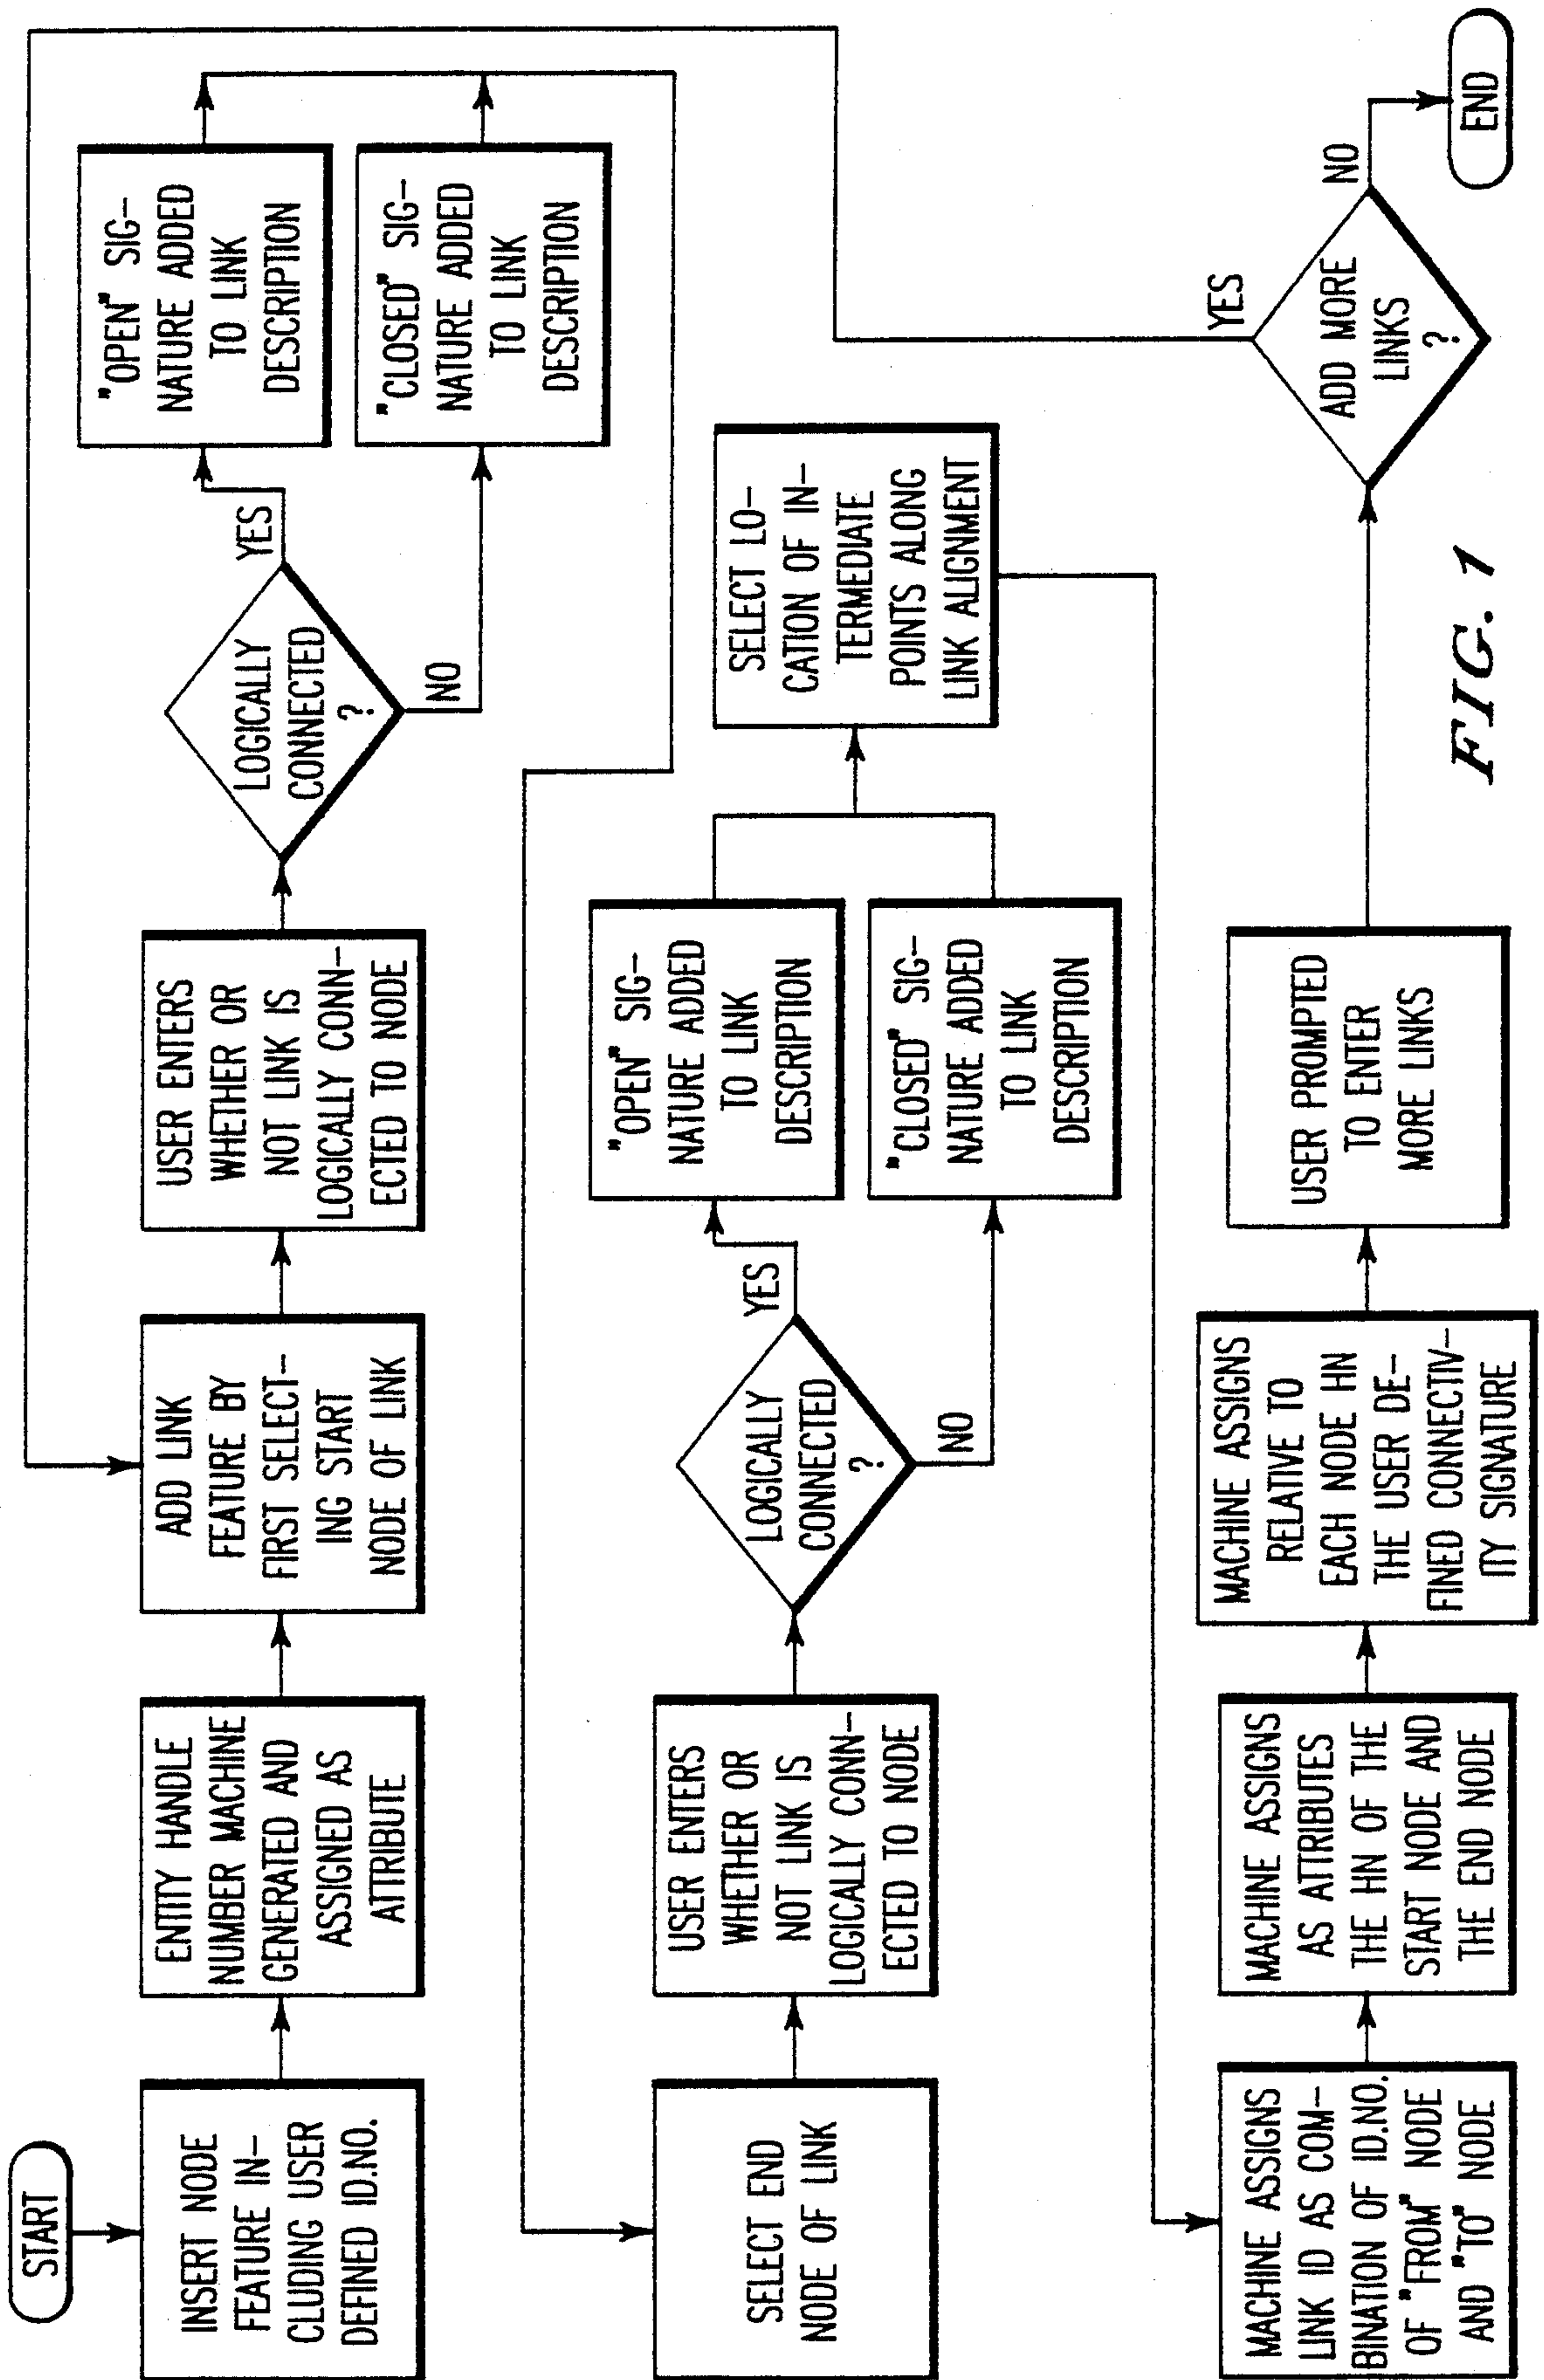 START
INSERT NODE
FEATURE IN-
CLUDING USER
DEFINED ID.NO.
ENTITY HANDLE
NUMBER MACHINE
GENERATED AND
ASSIGNED AS
ATTRIBUTE
ADD LINK
FEATURE BY
FIRST SELECT-
ING START
NODE OF LINK
USER ENTERS
WHETHER OR
NOT LINK IS
LOGICALLY CONN-
ECTED TO NODE
LOGICALLY
CONNECTED
?
YES
NO
"OPEN" SIG-
NATURE ADDED
TO LINK
DESCRIPTION
"CLOSED" SIG-
NATURE ADDED
TO LINK
DESCRIPTION
SELECT END
NODE OF LINK
USER ENTERS
WHETHER OR
NOT LINK IS
LOGICALLY CONN-
ECTED TO NODE
LOGICALLY
CONNECTED
?
YES
NO
"OPEN" SIG-
NATURE ADDED
TO LINK
DESCRIPTION
"CLOSED" SIG-
NATURE ADDED
TO LINK
DESCRIPTION
SELECT LO-
CATION OF IN-
TERMEDIATE
POINTS ALONG
LINK ALIGNMENT
MACHINE ASSIGNS
LINK ID AS COM-
BINATION OF ID.NO.
OF "FROM" NODE
AND "TO" NODE
MACHINE ASSIGNS
AS ATTRIBUTES
THE HN OF THE
START NODE AND
THE END NODE
MACHINE ASSIGNS
RELATIVE TO
EACH NODE HN
THE USER DE-
FINED CONNECTIV-
ITY SIGNATURE
USER PROMPTED
TO ENTER
MORE LINKS
ADD MORE
LINKS
?
YES
NO
END
FIG. 1